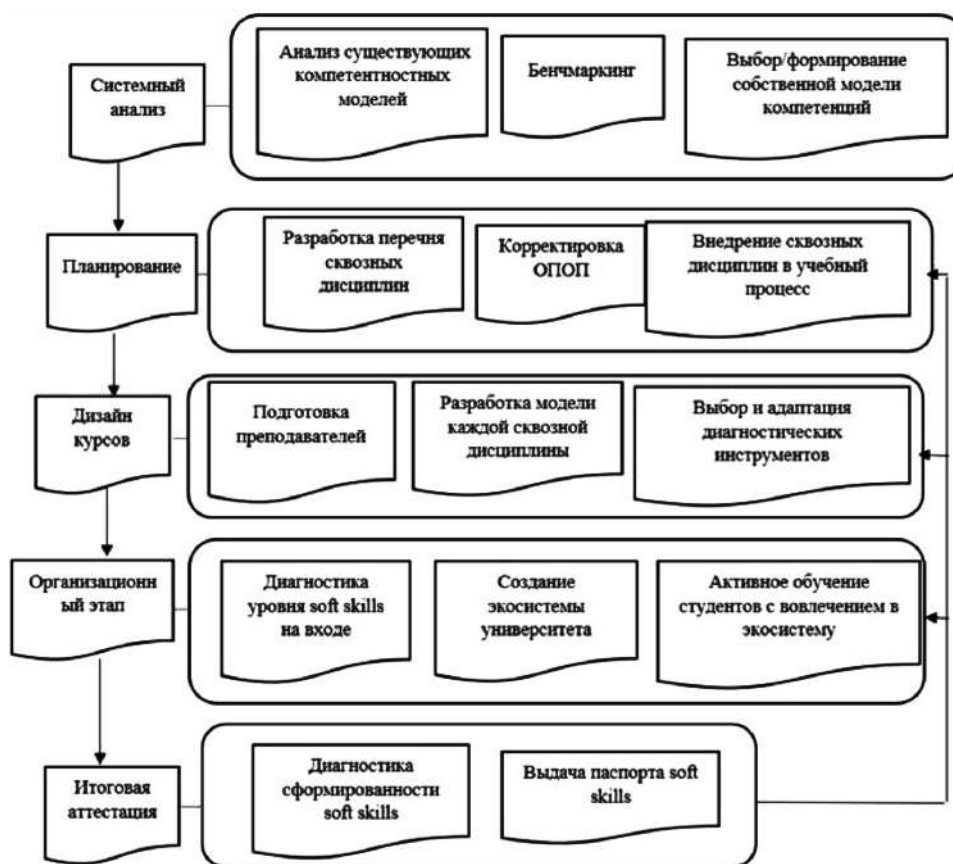 Системный
анализ
Анализ существующих
компетентностных
моделей
Бенчмаркинг
Выбор/формирование
собственной модели
компетенций
Планирование
Разработка перечня
сквозных
дисциплин
Корректировка
ОПОП
Внедрение сквозных
дисциплин в учебный
процесс
Дизайн
курсов
Подготовка
преподавателей
Разработка модели
каждой сквозной
дисциплины
Выбор и адаптация
диагностических
инструментов
Организационн
ый этап
Диагностика
уровня soft skills
на входе
Создание
экосистемы
университета
Активное обучение
студентов с вовлечением в
экосистему
Итоговая
аттестация
Диагностика
сформированности
soft skills
Выдача паспорта soft
skills